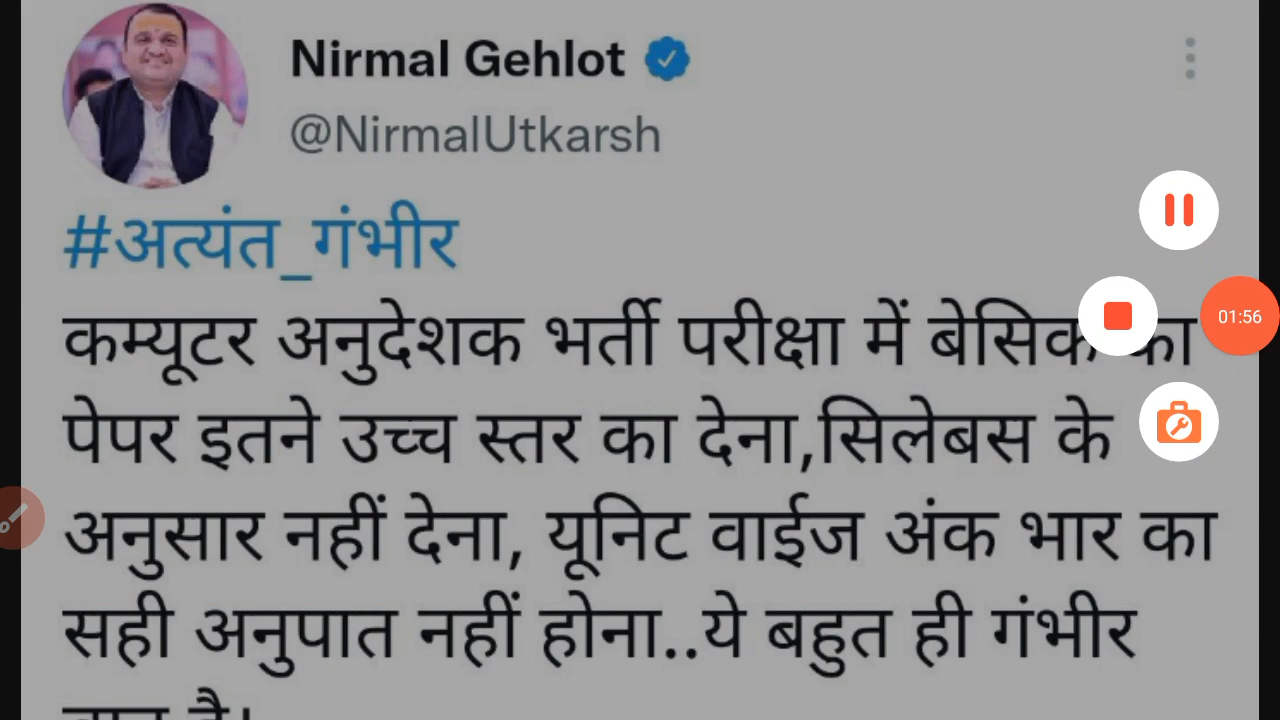 Nirmal Gehlot
@NirmalUtkarsh
#अत्यंत_गंभीर
कम्यूटर अनुदेशक भर्ती परीक्षा में बेसिक का
01:56
पेपर इतने उच्च स्तर का देना,सिलेबस के
अनुसार नहीं देना, यूनिट वाईज अंक भार का
सही अनुपात नहीं होना..ये बहुत ही गंभीर